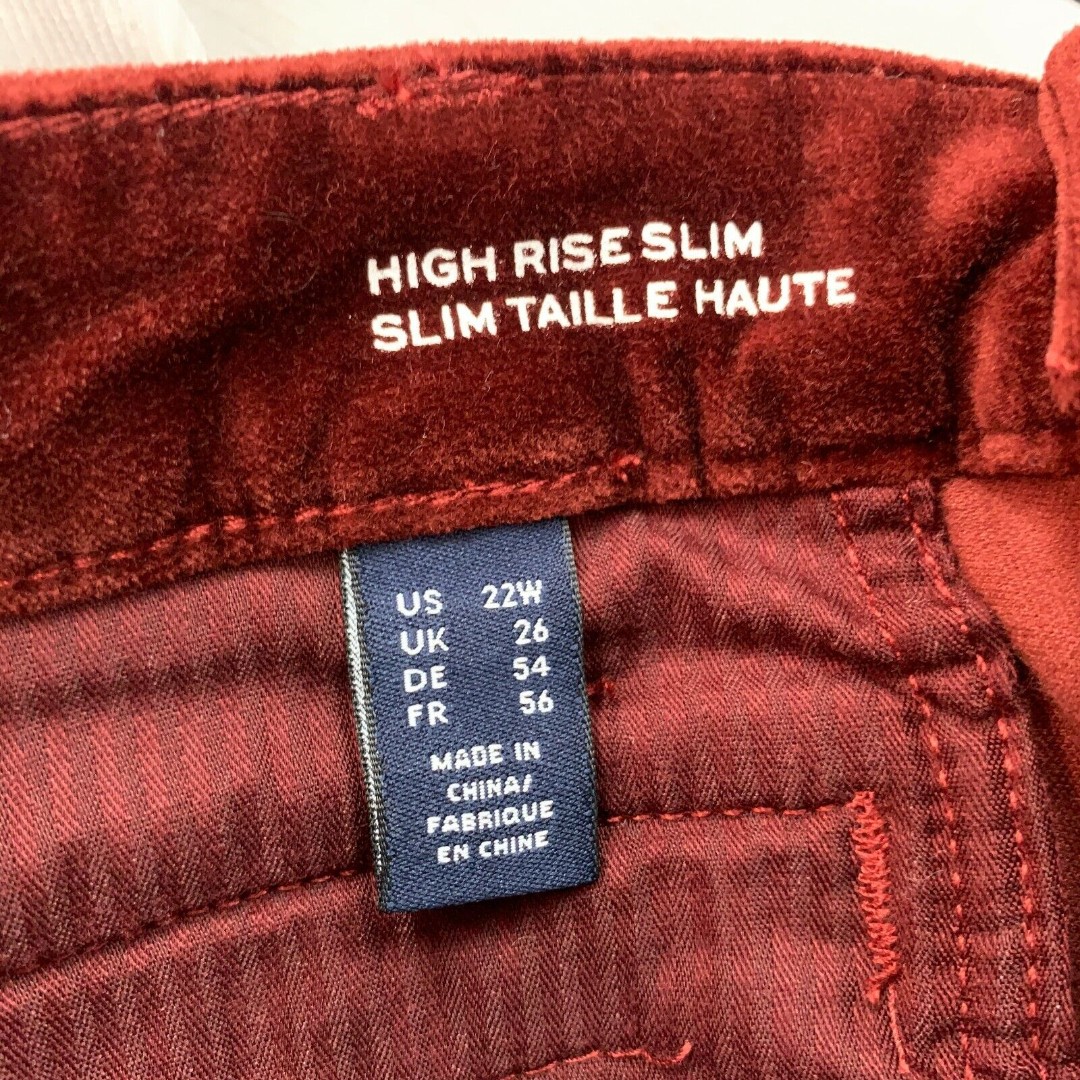 HIGH RISE SLIM
SLIM TAILLE HAUTE
US 22W
UK 26
DE 54
FR 56
MADE IN
CHINA/
FABRIQUE
EN CHINE